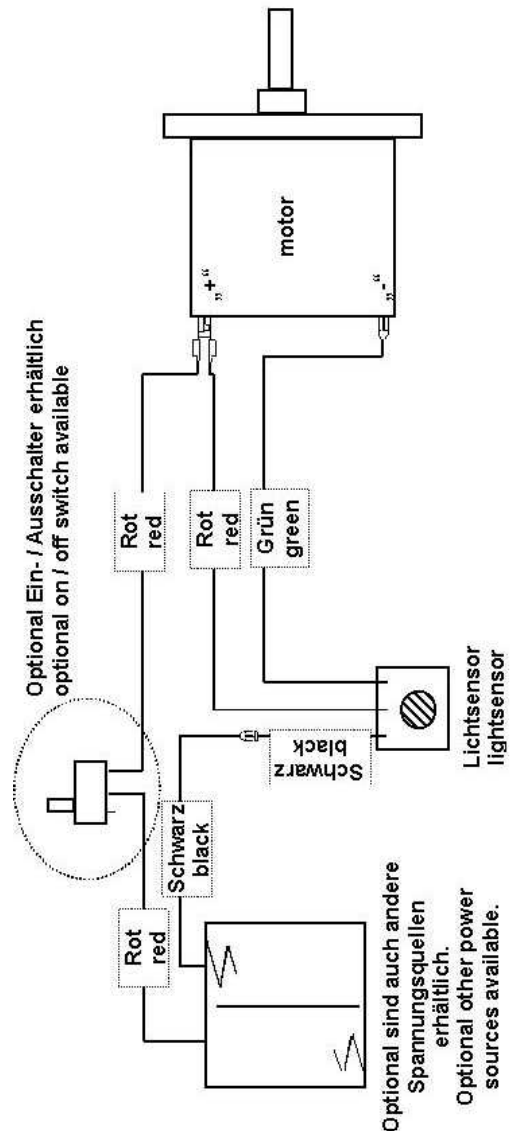 Optional Ein- / Ausschalter erhältlich
optional on / off switch available
Rot
red
Schwarz
black
Rot
red
Rot
red
Grün
green
Schwarz
black
„+“
„-“
motor
Lichtsensor
lightsensor
Optional sind auch andere
Spannungsquellen
erhältlich.
Optional other power
sources available.